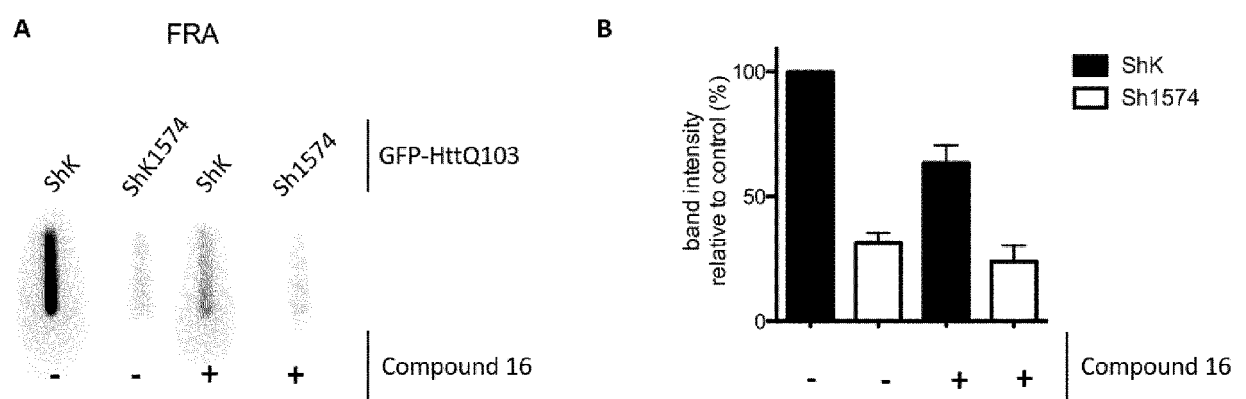 A
FRA
ShK
ShK1574
ShK
Sh1574
GFP-HttQ103
- - + +
Compound 16
B
band intensity
relative to control (%)
100
50
0
ShK
Sh1574
- - + +
Compound 16